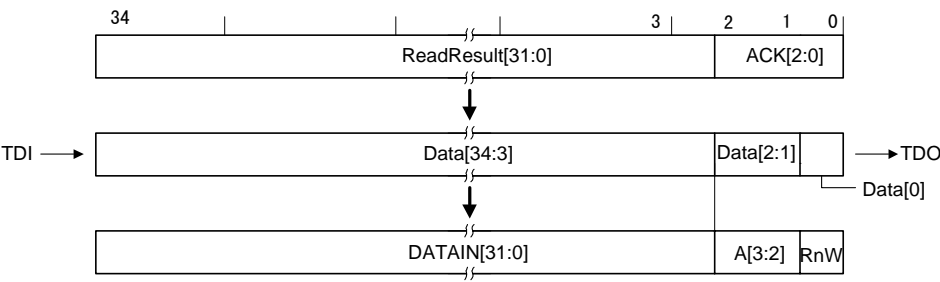 34 3 2 1 0
ReadResult[31:0] ACK[2:0]
TDI Data[34:3] Data[2:1] TDO
Data[0]
DATAIN[31:0] A[3:2] RnW